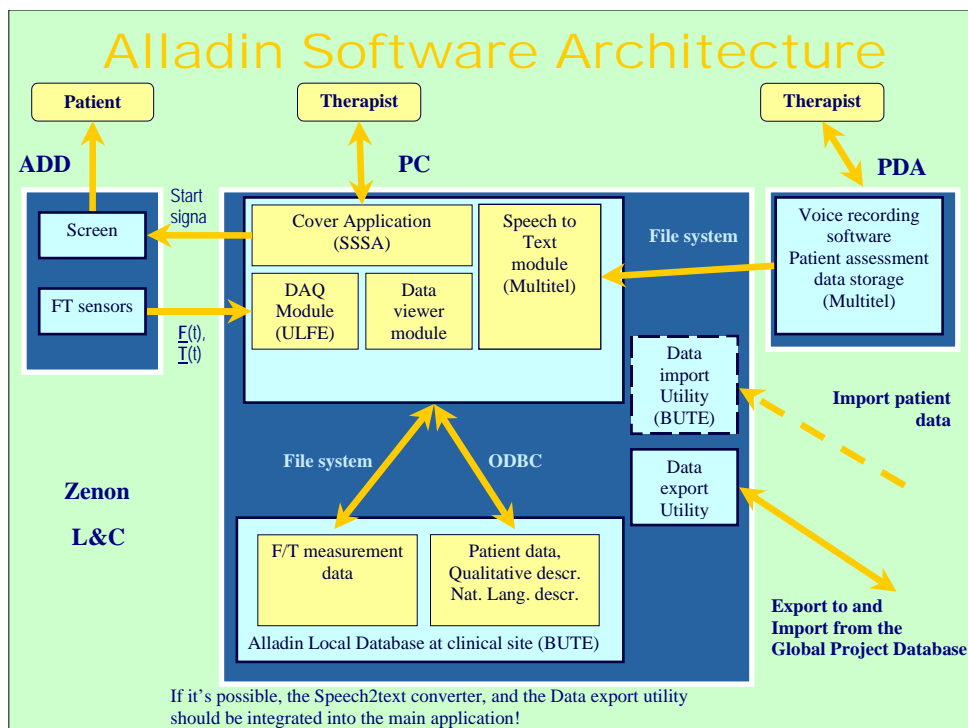 Alladin Software Architecture
Patient
Therapist
Therapist
ADD
PC
PDA
Start
signa
Screen
FT sensors
F(t),
T(t)
Cover Application
(SSSA)
DAQ
Module
(ULFE)
Data
viewer
module
Speech to
Text
module
(Multitel)
File system
Voice recording
software
Patient assessment
data storage
(Multitel)
Data
import
Utility
(BUTE)
Import patient
data
File system
ODBC
Data
export
Utility
Zenon
L&C
F/T measurement
data
Patient data,
Qualitative descr.
Nat. Lang. descr.
Alladin Local Database at clinical site (BUTE)
Export to and
Import from the
Global Project Database
If it’s possible, the Speech2text converter, and the Data export utility
should be integrated into the main application!